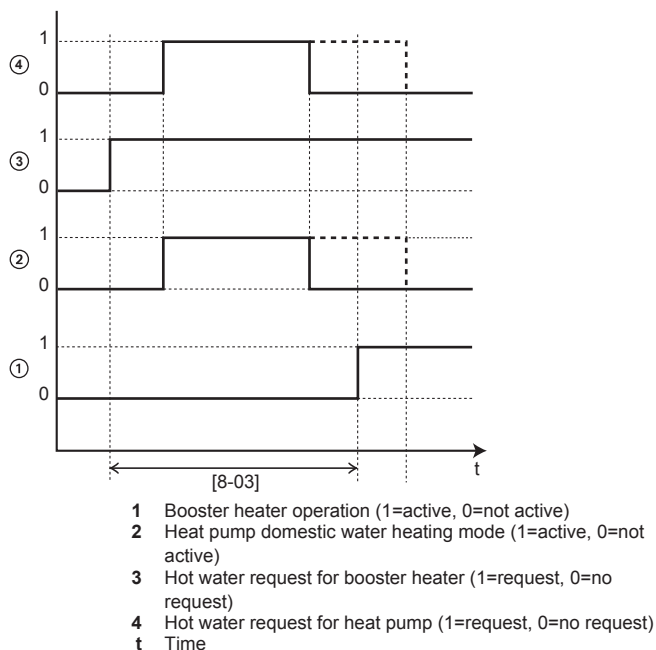 1
④
0
1
③
0
1
②
0
1
①
0
t
[8-03]
1 Booster heater operation (1=active, 0=not active)
2 Heat pump domestic water heating mode (1=active, 0=not
active)
3 Hot water request for booster heater (1=request, 0=no
request)
4 Hot water request for heat pump (1=request, 0=no request)
t Time